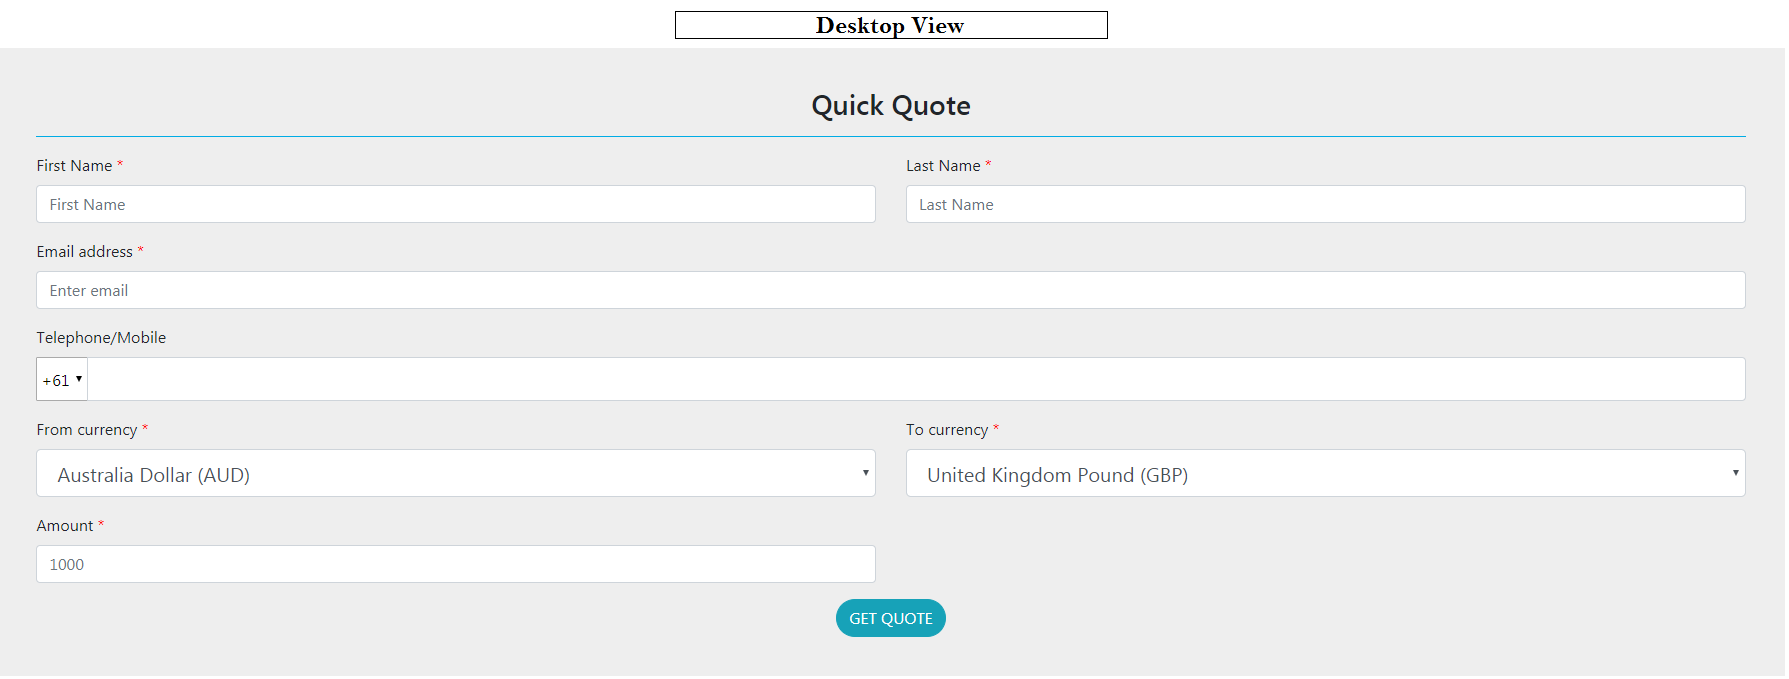 Desktop View
Quick Quote
First Name * Last Name *
First Name Last Name
Email address *
Enter email
Telephone/Mobile
+61
From currency * To currency *
Australia Dollar (AUD) United Kingdom Pound (GBP)
Amount *
1000
GET QUOTE